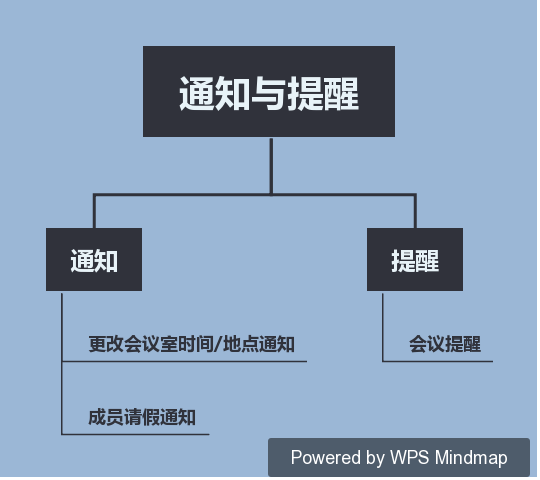 通知与提醒
通知
提醒
更改会议室时间/地点通知
会议提醒
成员请假通知
Powered by WPS Mindmap